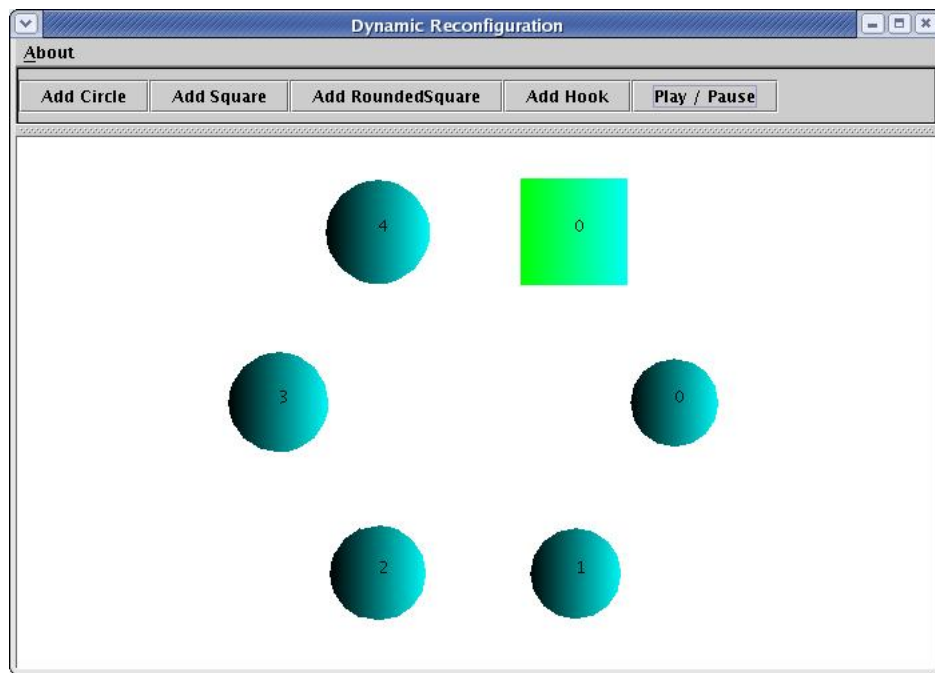 Dynamic Reconfiguration
About
Add Circle Add Square Add RoundedSquare Add Hook Play / Pause
4 0
3 0
2 1